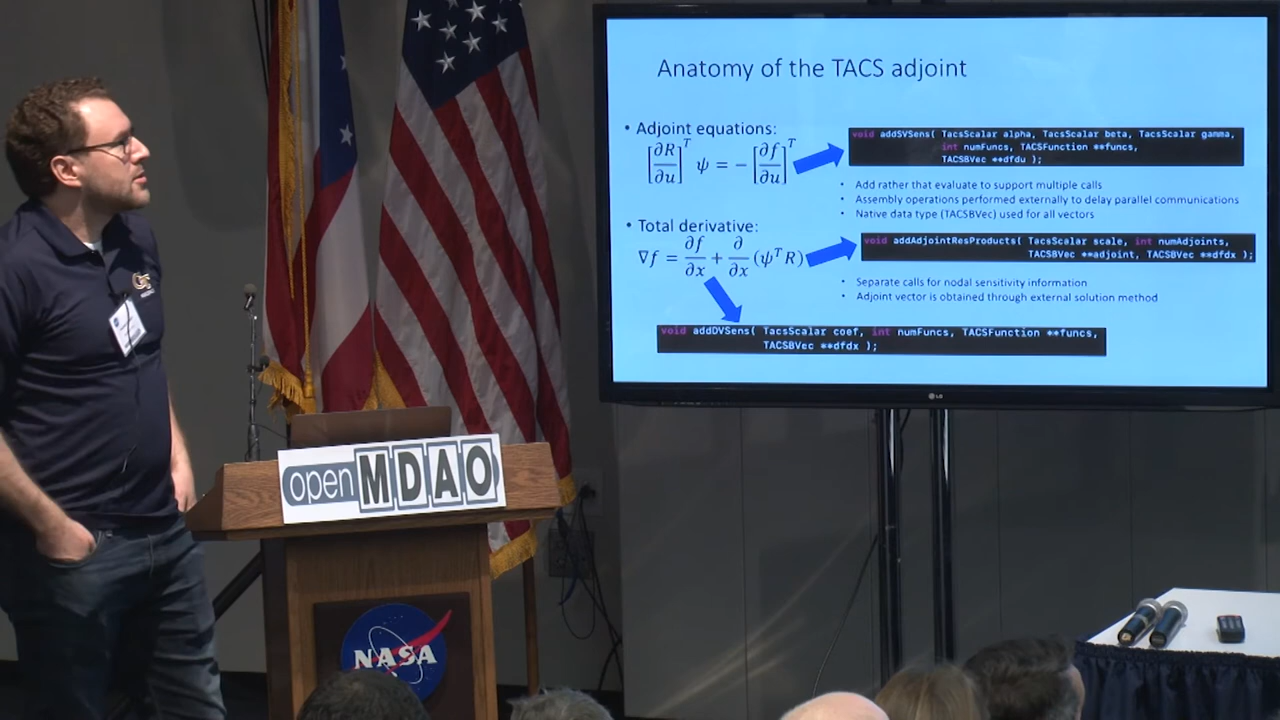 Anatomy of the TACS adjoint
• Adjoint equations:
[∂R/∂u]^T ψ = −[∂f/∂u]^T
void addSVSens( TacsScalar alpha, TacsScalar beta, TacsScalar gamma,
int numFuncs, TACSFunction **funcs,
TACSBVec **dfdu );
• Add rather that evaluate to support multiple calls
• Assembly operations performed externally to delay parallel communications
• Native data type (TACSBVec) used for all vectors
• Total derivative:
∇f = ∂f/∂x + ∂/∂x (ψ^T R)
void addAdjointResProducts( TacsScalar scale, int numAdjoints,
TACSBVec **adjoint, TACSBVec **dfdx );
• Separate calls for nodal sensitivity information
• Adjoint vector is obtained through external solution method
void addDVSens( TacsScalar coef, int numFuncs, TACSFunction **funcs,
TACSBVec **dfdx );
LG
openMDAO
NASA
GT